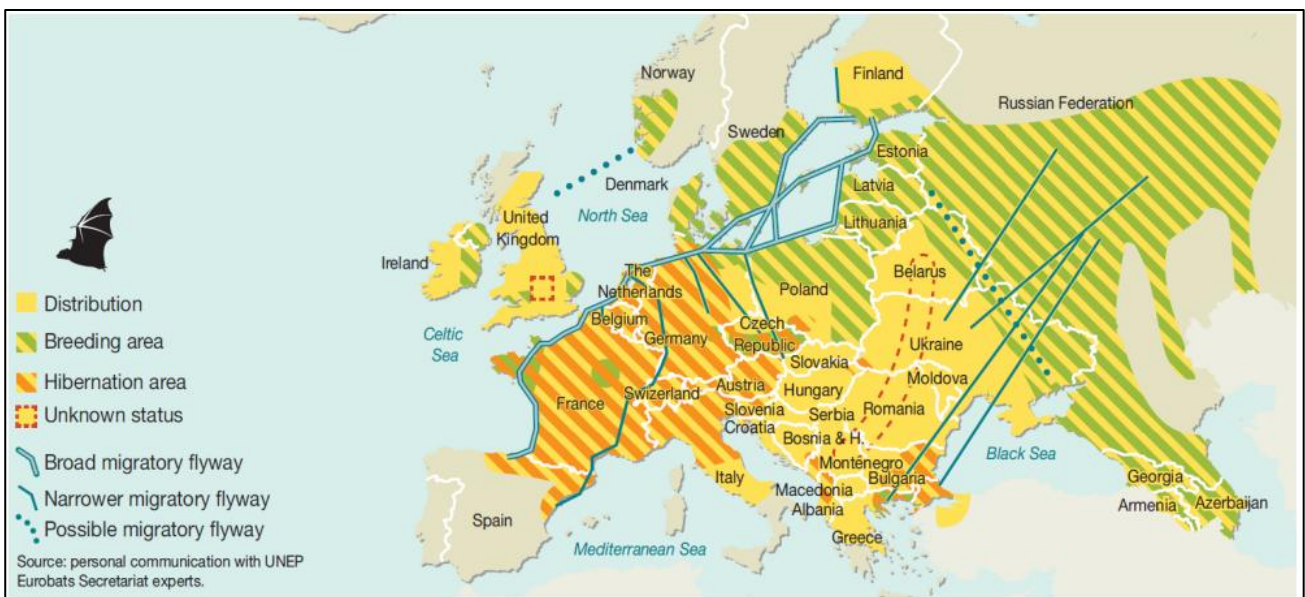 Norway
Finland
Russian Federation
Sweden
Estonia
Denmark
Latvia
North Sea
Lithuania
United
Kingdom
Ireland
The
Netherlands
Belarus
Poland
Belgium
Celtic
Sea
Germany
Czech
Republic
Ukraine
Slovakia
Moldova
Austria
Hungary
Swizerland
France
Slovenia
Croatia
Serbia
Romania
Bosnia & H.
Black Sea
Montenegro
Italy
Bulgaria
Georgia
Macedonia
Armenia
Azerbaijan
Albania
Spain
Greece
Mediterranean Sea
Distribution
Breeding area
Hibernation area
Unknown status
Broad migratory flyway
Narrower migratory flyway
Possible migratory flyway
Source: personal communication with UNEP
Eurobats Secretariat experts.